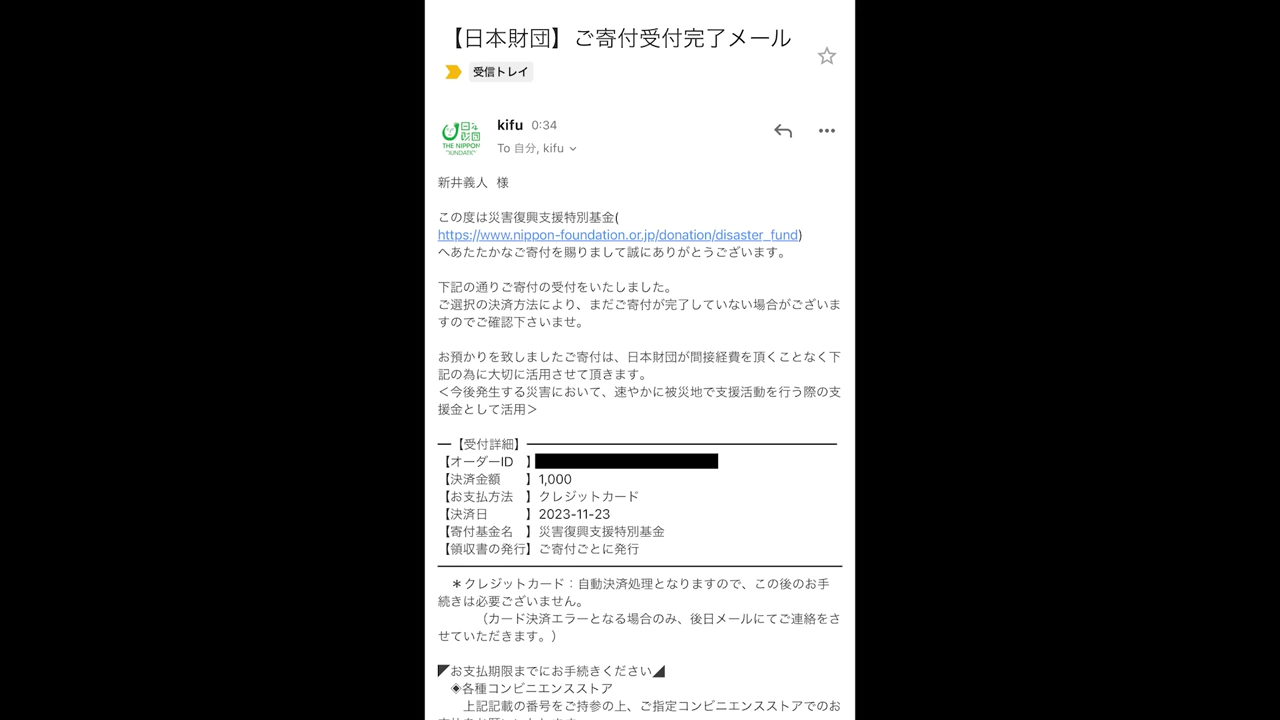 【日本財団】ご寄付受付完了メール
受信トレイ
日本財団
THE NIPPON
kifu 0:34
To 自分, kifu
新井義人 様
この度は災害復興支援特別基金(
https://www.nippon-foundation.or.jp/donation/disaster_fund)
へあたたかなご寄付を賜りまして誠にありがとうございます。
下記の通りご寄付の受付をいたしました。
ご選択の決済方法により、まだご寄付が完了していない場合がございま
すのでご確認下さいませ。
お預かりを致しましたご寄付は、日本財団が間接経費を頂くことなく下
記の為に大切に活用させて頂きます。
＜今後発生する災害において、速やかに被災地で支援活動を行う際の支
援金として活用＞
━【受付詳細】━━━━━━━━━━━━━━━━━━━━━━━━━
【オーダーID 】
【決済金額 】1,000
【お支払方法 】クレジットカード
【決済日 】2023-11-23
【寄付基金名 】災害復興支援特別基金
【領収書の発行】ご寄付ごとに発行
＊クレジットカード：自動決済処理となりますので、この後のお手
続きは必要ございません。
（カード決済エラーとなる場合のみ、後日メールにてご連絡をさ
せていただきます。）
◤お支払期限までにお手続きください◢
◈各種コンビニエンスストア
上記記載の番号をご持参の上、ご指定コンビニエンスストアでのお